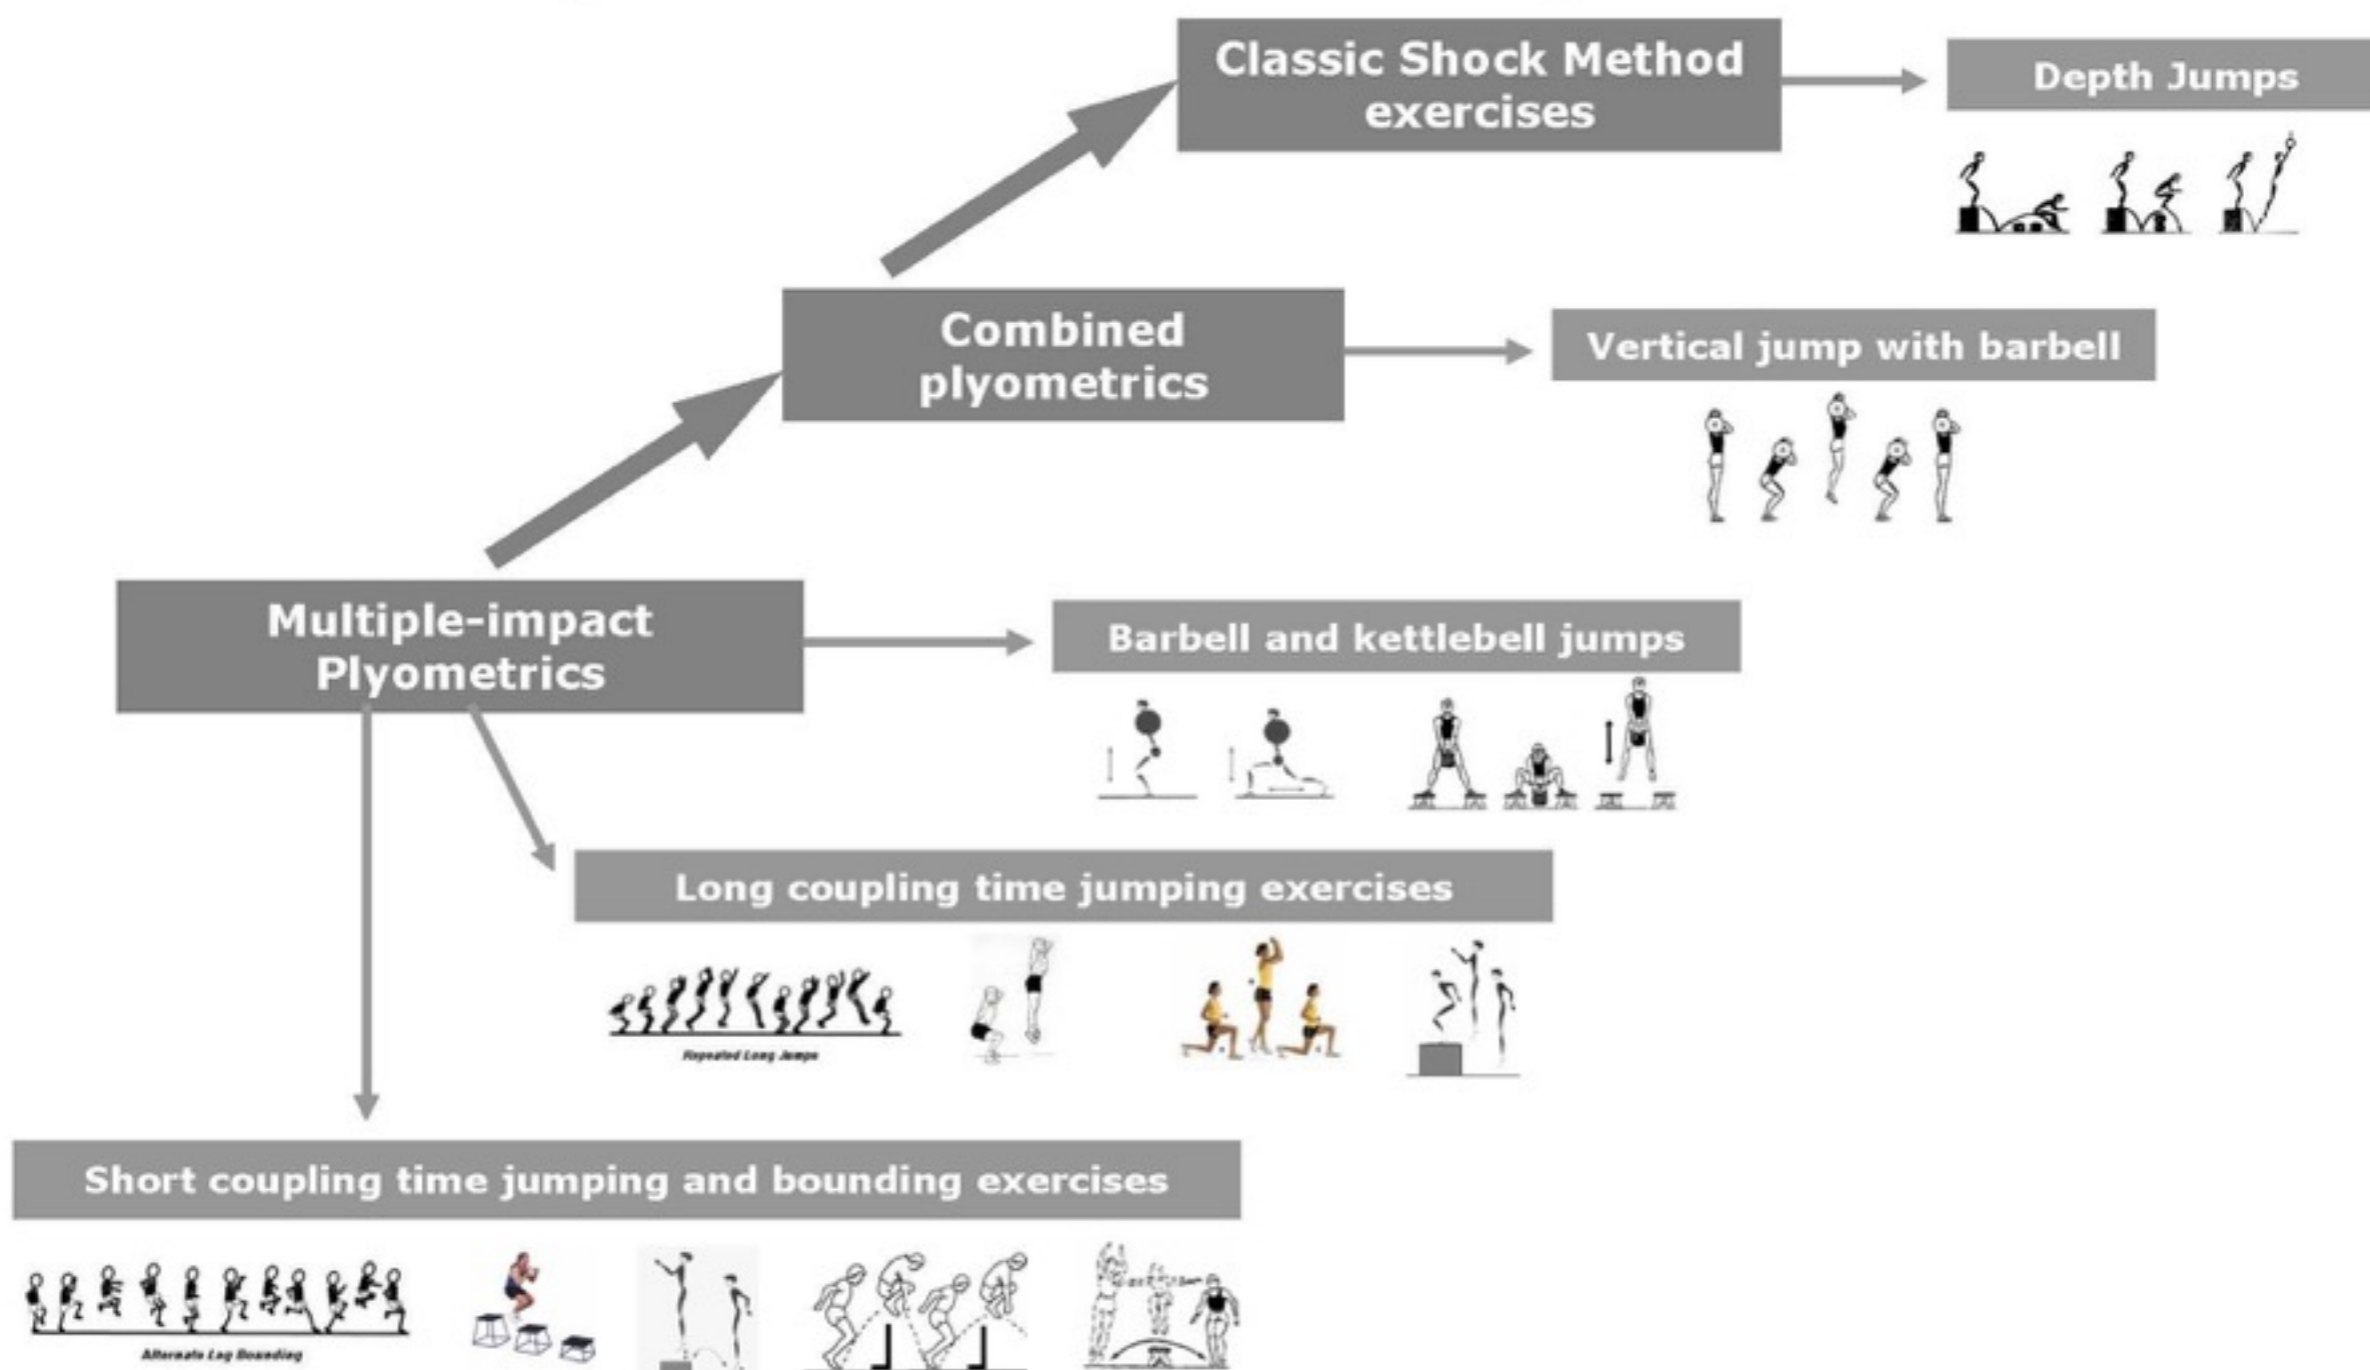 Classic Shock Method
exercises
Depth Jumps
Combined
plyometrics
Vertical jump with barbell
Multiple-impact
Plyometrics
Barbell and kettlebell jumps
Long coupling time jumping exercises
Repeated Long Jumps
Short coupling time jumping and bounding exercises
Alternate Leg Bounding